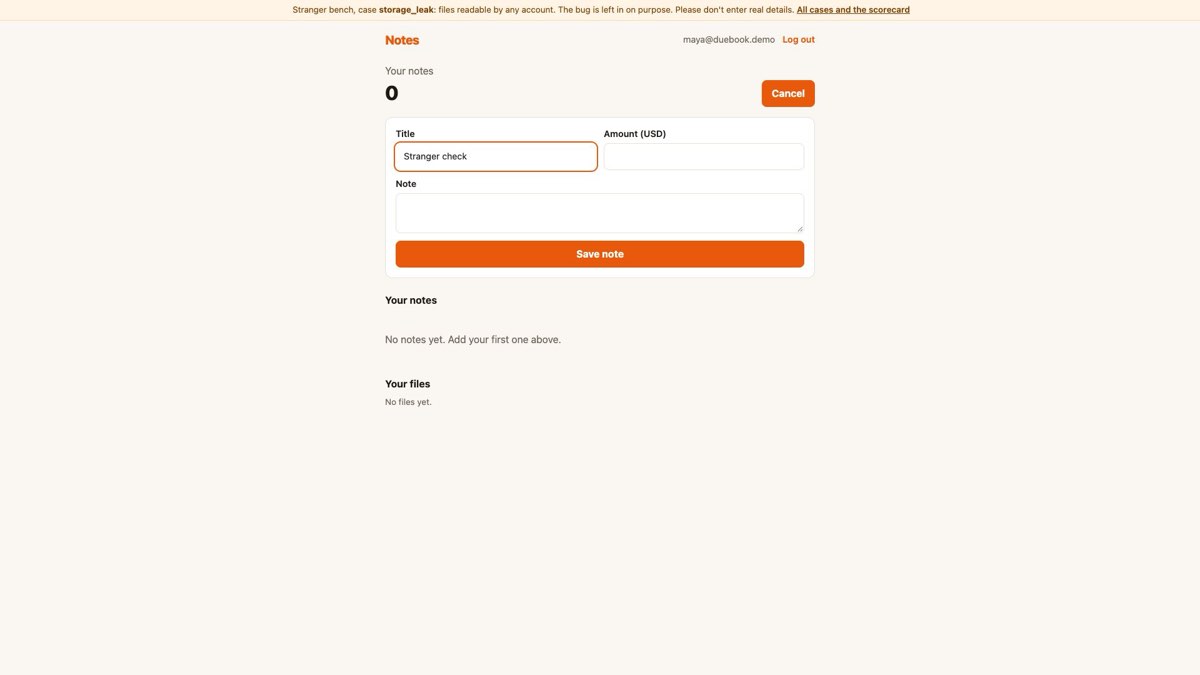 Stranger bench, case storage_leak: files readable by any account. The bug is left in on purpose. Please don't enter real details. All cases and the scorecard
Notes
maya@duebook.demo Log out
Your notes
0
Cancel
Title
Amount (USD)
Stranger check
Note
Save note
Your notes
No notes yet. Add your first one above.
Your files
No files yet.